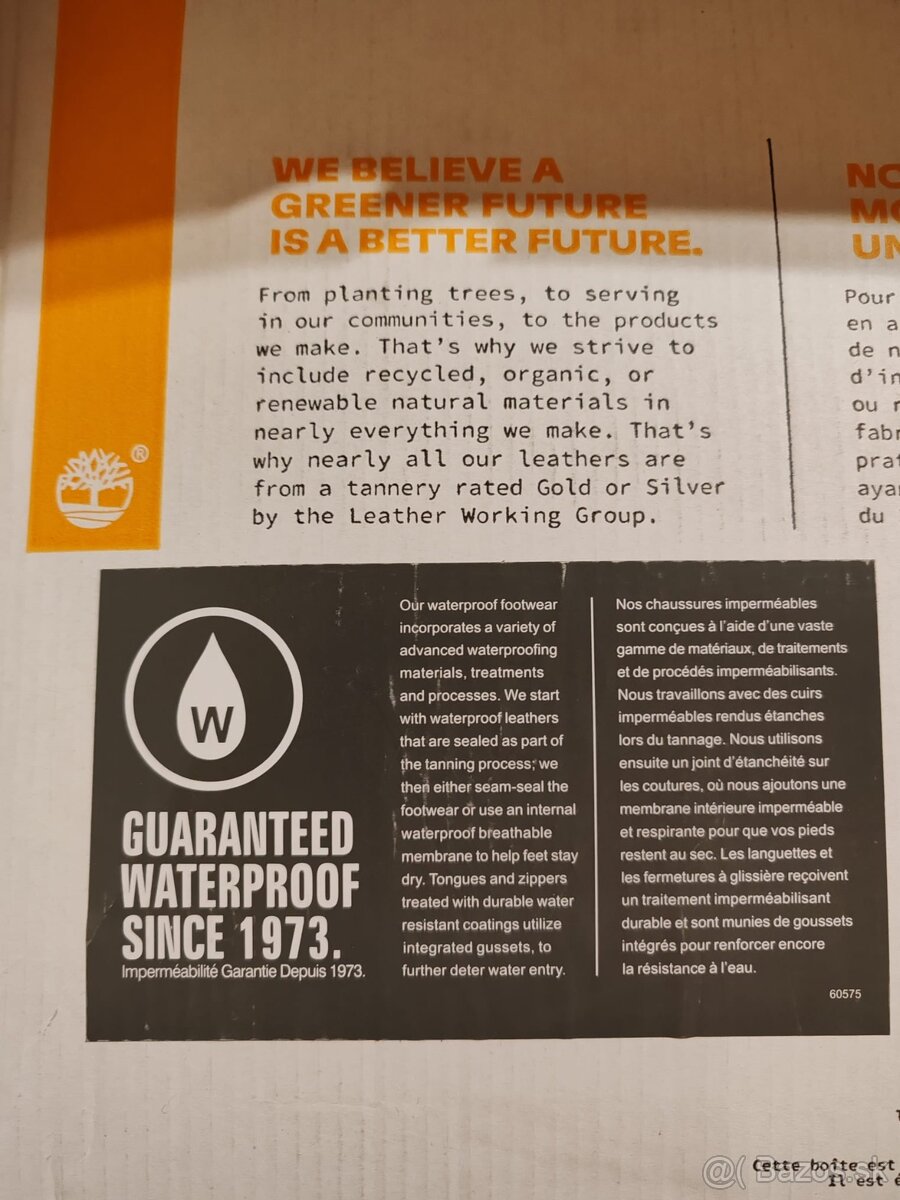 WE BELIEVE A
GREENER FUTURE
IS A BETTER FUTURE.
From planting trees, to serving
in our communities, to the products
we make. That's why we strive to
include recycled, organic, or
renewable natural materials in
nearly everything we make. That's
why nearly all our leathers are
from a tannery rated Gold or Silver
by the Leather Working Group.
Pour
en a
de n
d'in
ou
fabr
prat
ayan
du
®
W
GUARANTEED
WATERPROOF
SINCE 1973.
Imperméabilité Garantie Depuis 1973.
Our waterproof footwear
incorporates a variety of
advanced waterproofing
materials, treatments
and processes. We start
with waterproof leathers
that are sealed as part of
the tanning process; we
then either seam-seal the
footwear or use an internal
waterproof breathable
membrane to help feet stay
dry. Tongues and zippers
treated with durable water
resistant coatings utilize
integrated gussets, to
further deter water entry.
Nos chaussures imperméables
sont conçues à l'aide d'une vaste
gamme de matériaux, de traitements
et de procédés imperméabilisants.
Nous travaillons avec des cuirs
imperméables rendus étanches
lors du tannage. Nous utilisons
ensuite un joint d'étanchéité sur
les coutures, où nous ajoutons une
membrane intérieure imperméable
et respirante pour que vos pieds
restent au sec. Les languettes et
les fermetures à glissière reçoivent
un traitement imperméabilisant
durable et sont munies de goussets
intégrés pour renforcer encore
la résistance à l'eau.
60575
Cette boîte est
Il est
Bazos.sk